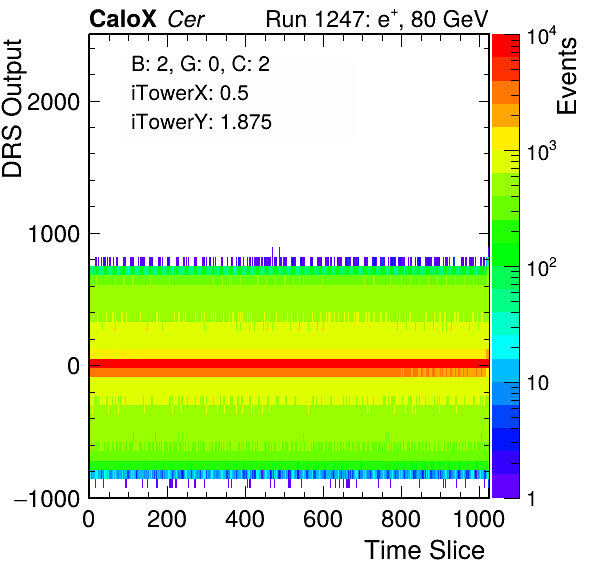 CaloX Cer
Run 1247: e+, 80 GeV
B: 2, G: 0, C: 2
iTowerX: 0.5
iTowerY: 1.875
DRS Output
2000
1000
0
−1000
0 200 400 600 800 1000
Time Slice
10^4
10^3
10^2
10
1
Events